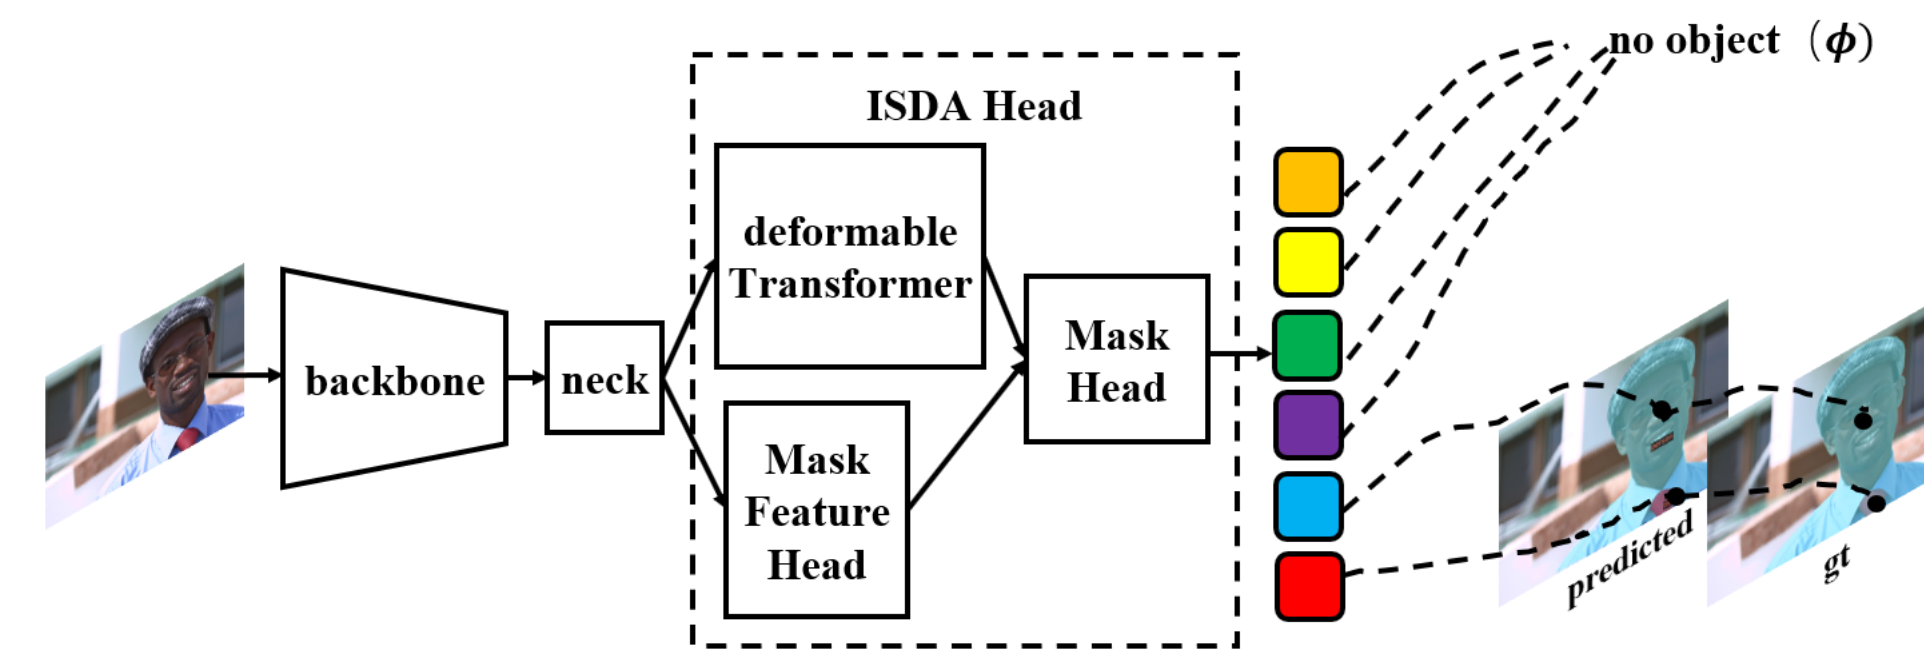 no object（ϕ）
ISDA Head
deformable
Transformer
backbone
neck
Mask
Head
Mask
Feature
Head
predicted
gt